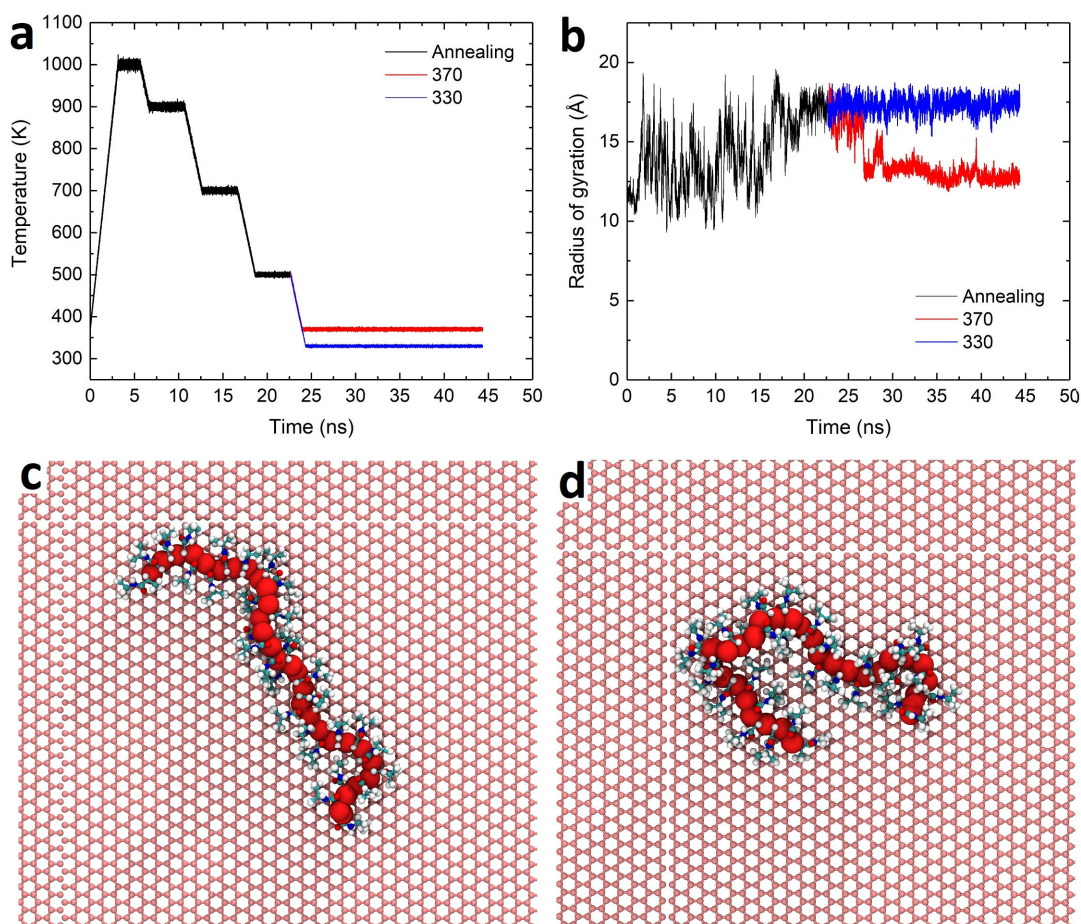 a
1100
1000
900
800
700
600
500
400
300
Temperature (K)
0 5 10 15 20 25 30 35 40 45 50
Time (ns)
Annealing
370
330
b
20
15
10
5
0
Radius of gyration (Å)
0 5 10 15 20 25 30 35 40 45 50
Time (ns)
Annealing
370
330
c
d